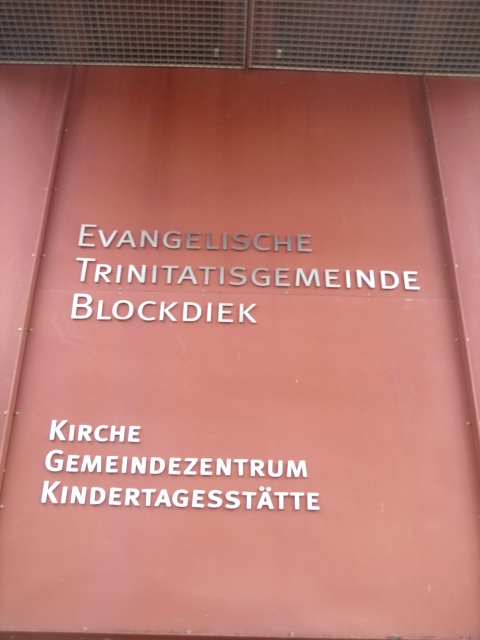 Evangelische
Trinitatisgemeinde
Blockdiek
Kirche
Gemeindezentrum
Kindertagesstätte